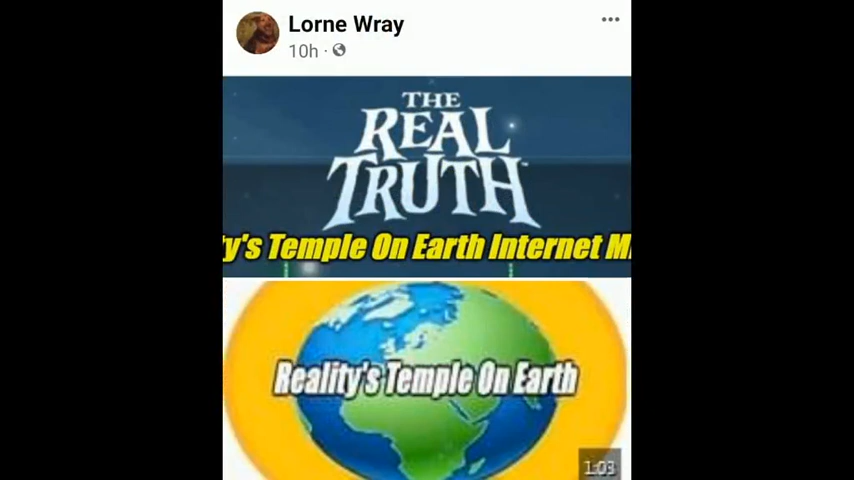 Lorne Wray
10h ·
THE
REAL
TRUTH
y's Temple On Earth Internet M
Reality's Temple On Earth
1:03